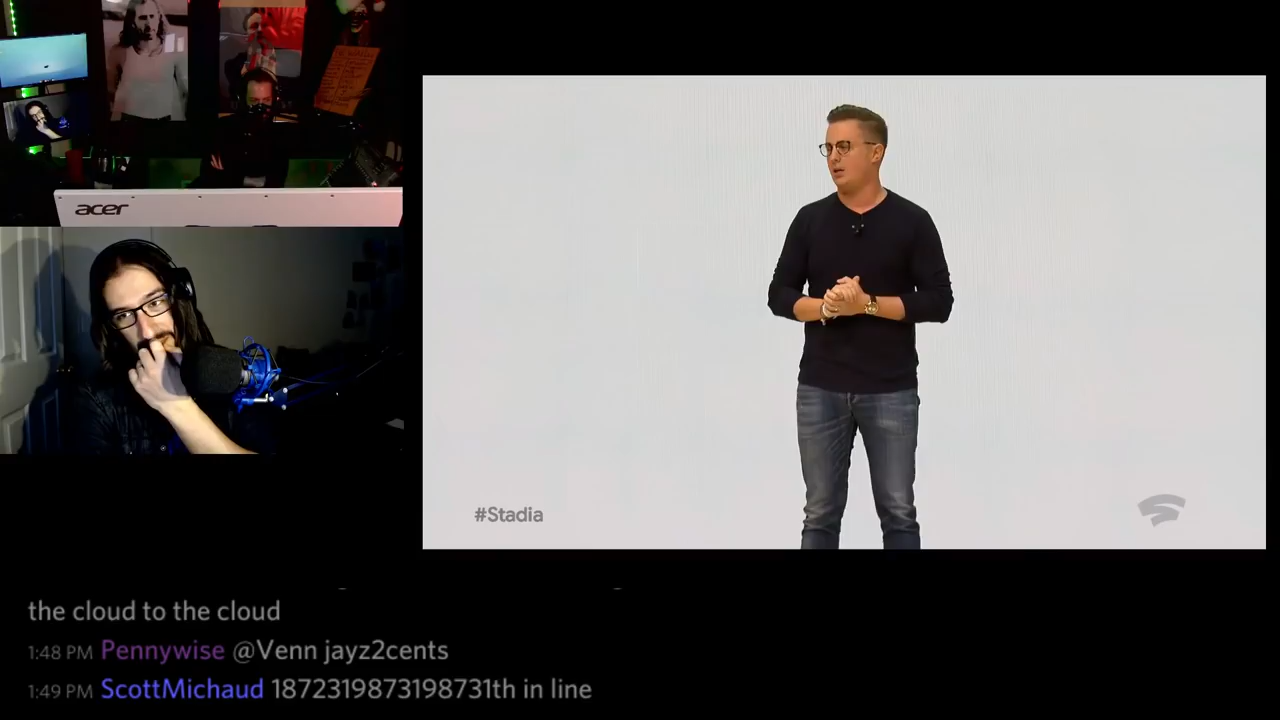 acer
#Stadia
the cloud to the cloud
1:48 PM Pennywise @Venn jayz2cents
1:49 PM ScottMichaud 1872319873198731th in line